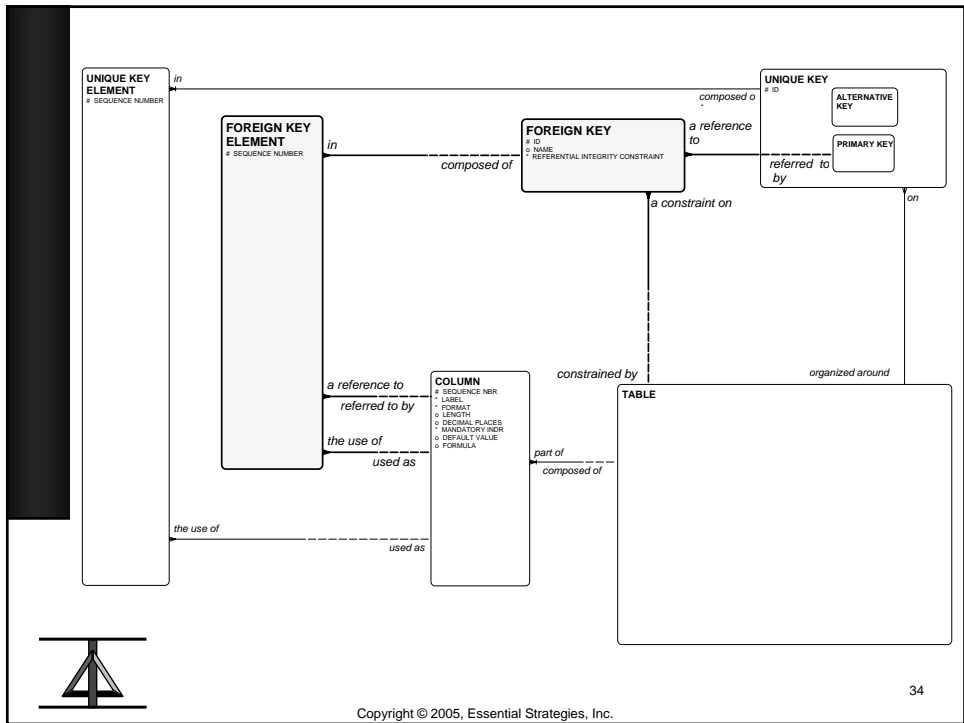 UNIQUE KEY
ELEMENT
# SEQUENCE NUMBER
in
composed o
UNIQUE KEY
# ID
ALTERNATIVE
KEY
PRIMARY KEY
FOREIGN KEY
ELEMENT
# SEQUENCE NUMBER
in
composed of
FOREIGN KEY
# ID
o NAME
* REFERENTIAL INTEGRITY CONSTRAINT
a reference
to
referred to
by
a constraint on
constrained by
on
organized around
a reference to
referred to by
the use of
used as
COLUMN
# SEQUENCE NBR
* LABEL
* FORMAT
o LENGTH
o DECIMAL PLACES
* MANDATORY INDR
o DEFAULT VALUE
o FORMULA
part of
composed of
TABLE
the use of
used as
34
Copyright © 2005, Essential Strategies, Inc.